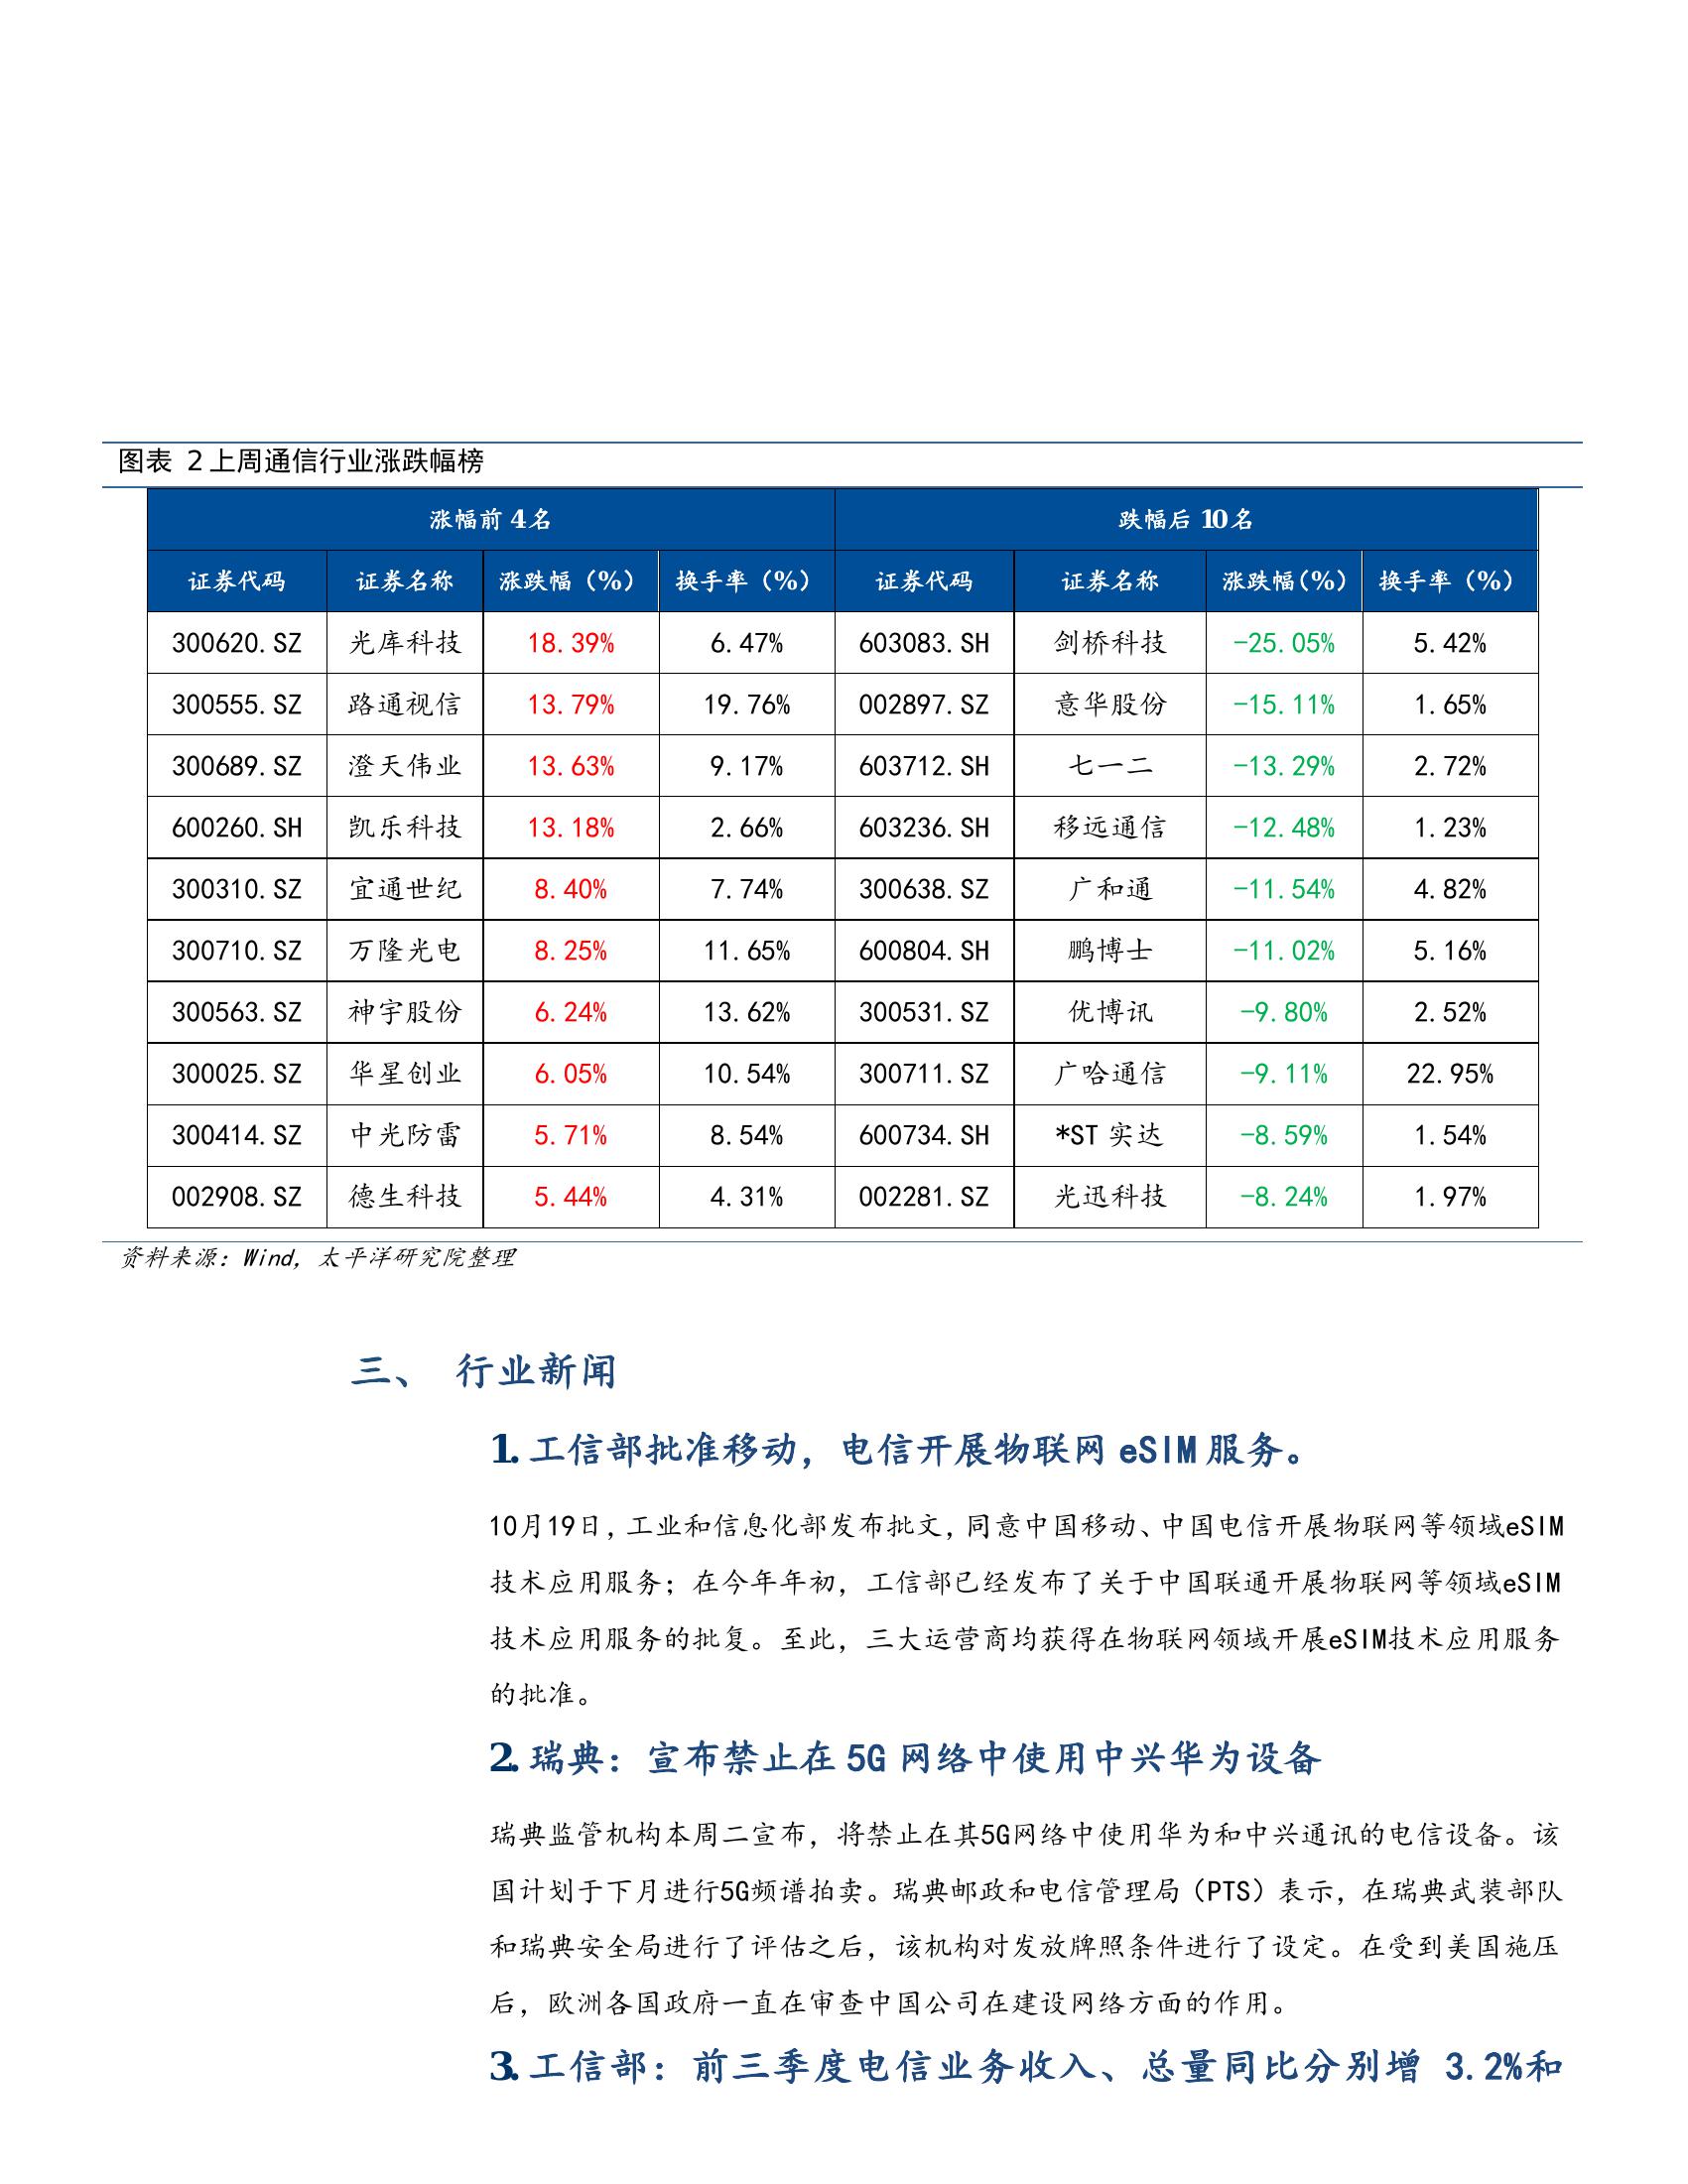 图表 2上周通信行业涨跌幅榜
涨幅前 4名 跌幅后 10名
证券代码 证券名称 涨跌幅（%） 换手率（%） 证券代码 证券名称 涨跌幅(%) 换手率（%）
300620.SZ 光库科技 18.39% 6.47% 603083.SH 剑桥科技 -25.05% 5.42%
300555.SZ 路通视信 13.79% 19.76% 002897.SZ 意华股份 -15.11% 1.65%
300689.SZ 澄天伟业 13.63% 9.17% 603712.SH 七一二 -13.29% 2.72%
600260.SH 凯乐科技 13.18% 2.66% 603236.SH 移远通信 -12.48% 1.23%
300310.SZ 宜通世纪 8.40% 7.74% 300638.SZ 广和通 -11.54% 4.82%
300710.SZ 万隆光电 8.25% 11.65% 600804.SH 鹏博士 -11.02% 5.16%
300563.SZ 神宇股份 6.24% 13.62% 300531.SZ 优博讯 -9.80% 2.52%
300025.SZ 华星创业 6.05% 10.54% 300711.SZ 广哈通信 -9.11% 22.95%
300414.SZ 中光防雷 5.71% 8.54% 600734.SH *ST 实达 -8.59% 1.54%
002908.SZ 德生科技 5.44% 4.31% 002281.SZ 光迅科技 -8.24% 1.97%
资料来源：Wind，太平洋研究院整理
三、 行业新闻
1. 工信部批准移动，电信开展物联网 eSIM 服务。
10月19日，工业和信息化部发布批文，同意中国移动、中国电信开展物联网等领域eSIM
技术应用服务；在今年年初，工信部已经发布了关于中国联通开展物联网等领域eSIM
技术应用服务的批复。至此，三大运营商均获得在物联网领域开展eSIM技术应用服务
的批准。
2. 瑞典：宣布禁止在 5G 网络中使用中兴华为设备
瑞典监管机构本周二宣布，将禁止在其5G网络中使用华为和中兴通讯的电信设备。该
国计划于下月进行5G频谱拍卖。瑞典邮政和电信管理局（PTS）表示，在瑞典武装部队
和瑞典安全局进行了评估之后，该机构对发放牌照条件进行了设定。在受到美国施压
后，欧洲各国政府一直在审查中国公司在建设网络方面的作用。
3. 工信部：前三季度电信业务收入、总量同比分别增 3.2%和